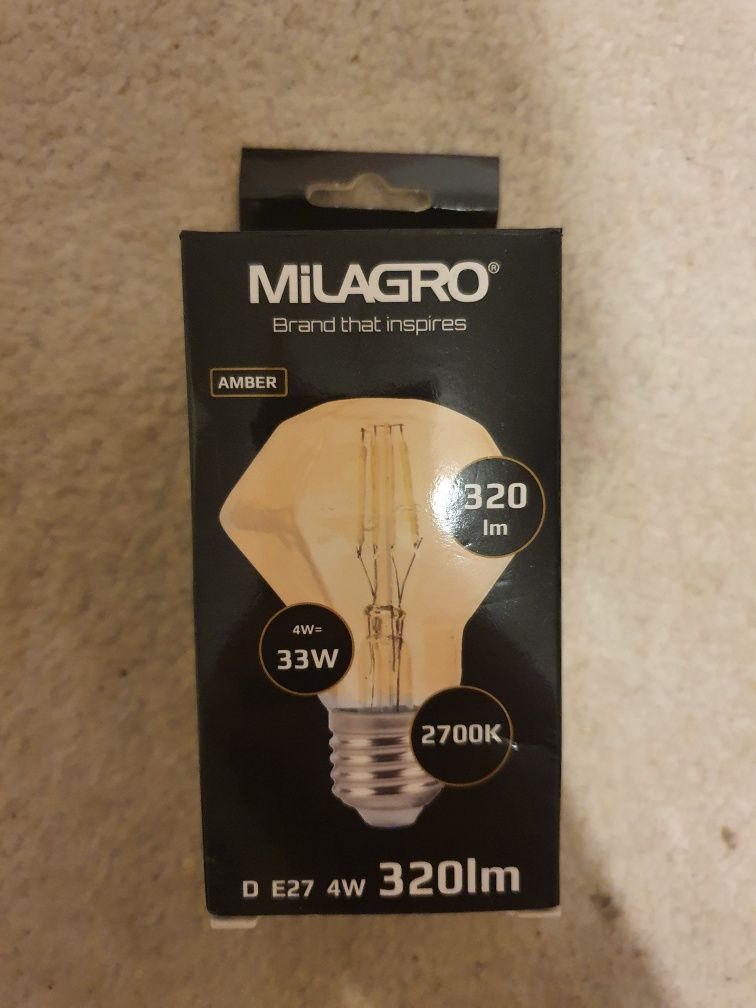 MiLAGRO®
Brand that inspires
AMBER
320
lm
4W=
33W
2700K
D E27 4W 320lm